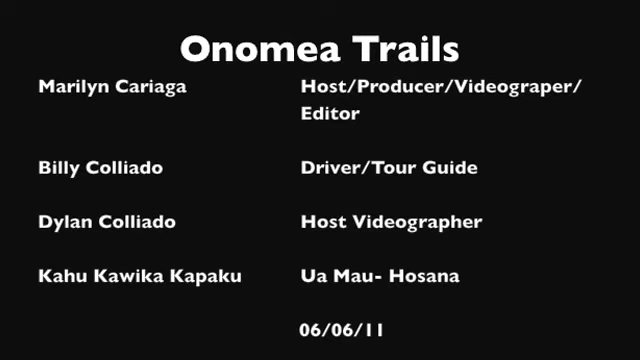 Onomea Trails
Marilyn Cariaga Host/Producer/Videograper/
Editor
Billy Colliado Driver/Tour Guide
Dylan Colliado Host Videographer
Kahu Kawika Kapaku Ua Mau- Hosana
06/06/11